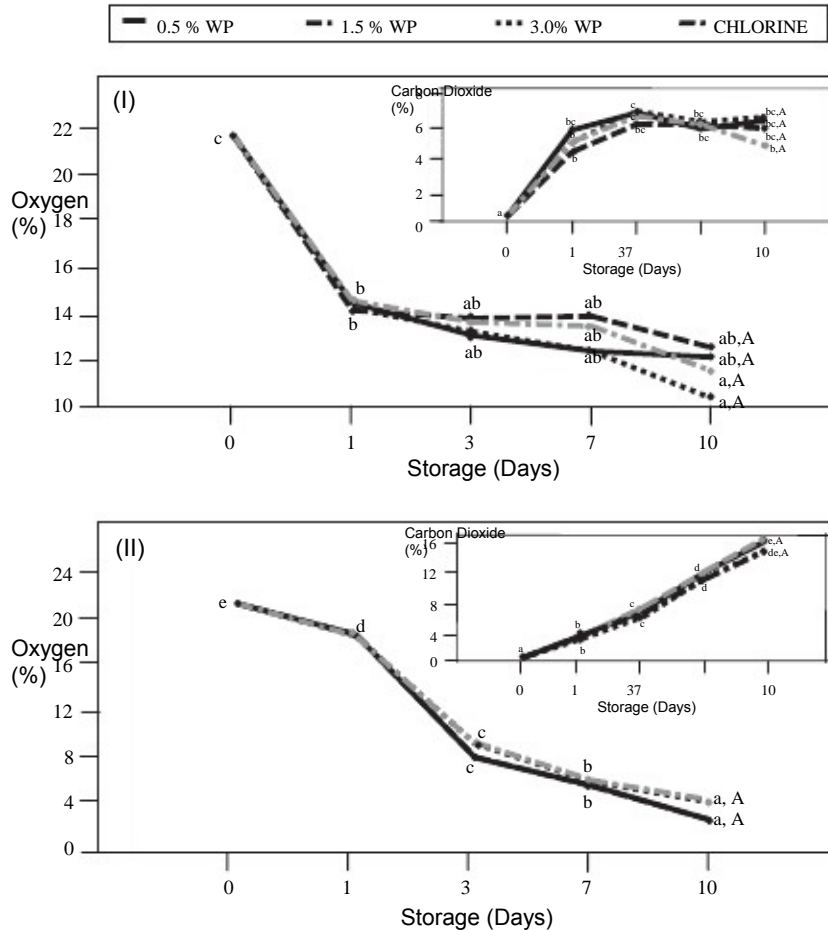 0.5 % WP 1.5 % WP 3.0% WP CHLORINE
(I)
Carbon Dioxide
(%)
8
6
4
2
0
a
bc
b
b
c
c
bc
bc
bc
bc,A
bc,A
bc,A
b,A
0 1 37 10
Storage (Days)
Oxygen
(%)
22
20
18
16
14
12
10
c
b
b
ab
ab
ab
ab
ab
ab,A
ab,A
a,A
a,A
0 1 3 7 10
Storage (Days)
(II)
Carbon Dioxide
(%)
16
12
8
4
0
a
b
b
c
c
d
d
e,A
de,A
0 1 37 10
Storage (Days)
Oxygen
(%)
24
20
16
12
8
4
0
e
d
c
c
b
b
a, A
a, A
0 1 3 7 10
Storage (Days)